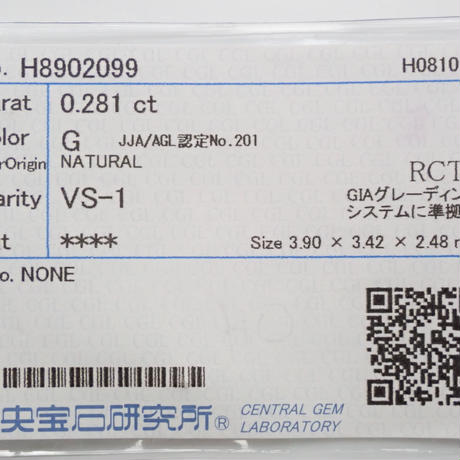 o. H8902099 H0810
arat 0.281 ct
olor G JJA/AGL認定No.201
rOrigin NATURAL
arity VS-1 RCT
GIAグレーディン
システムに準拠
t **** Size 3.90 × 3.42 × 2.48 m
o. NONE
央宝石研究所® CENTRAL GEM
LABORATORY